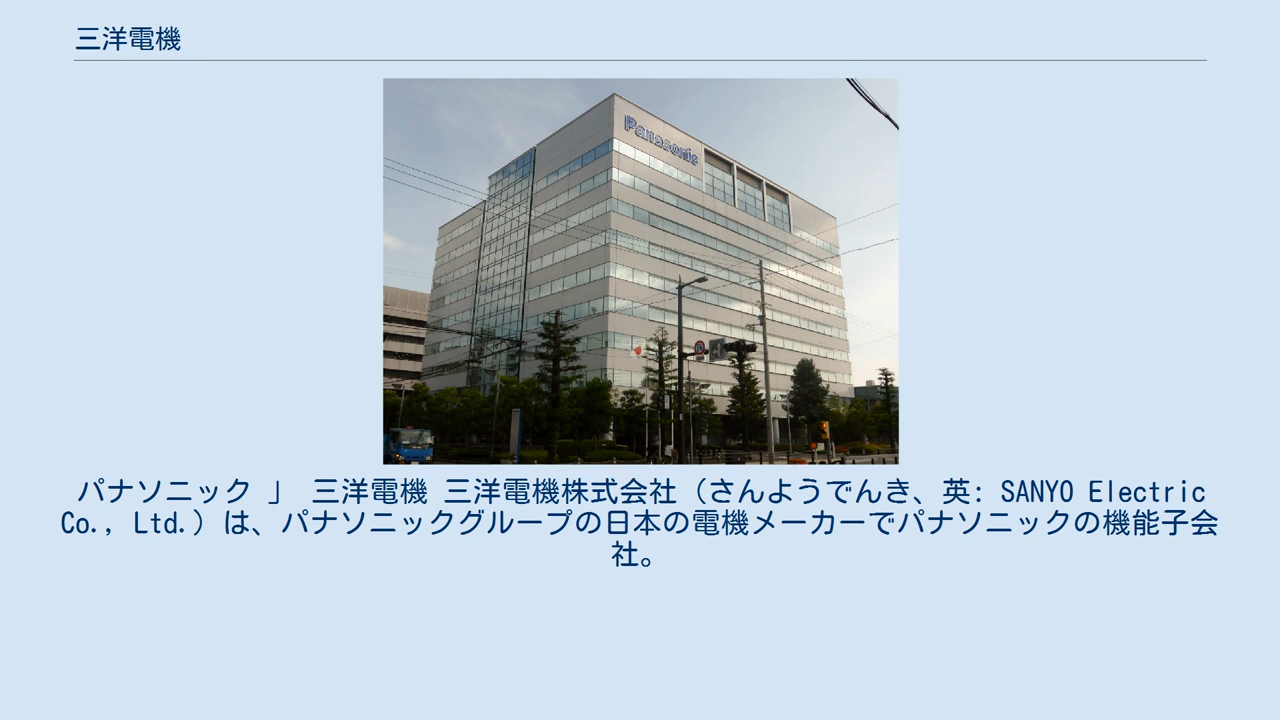 三洋電機
Panasonic
パナソニック 」 三洋電機 三洋電機株式会社（さんようでんき、英: SANYO Electric
Co., Ltd.）は、パナソニックグループの日本の電機メーカーでパナソニックの機能子会
社。